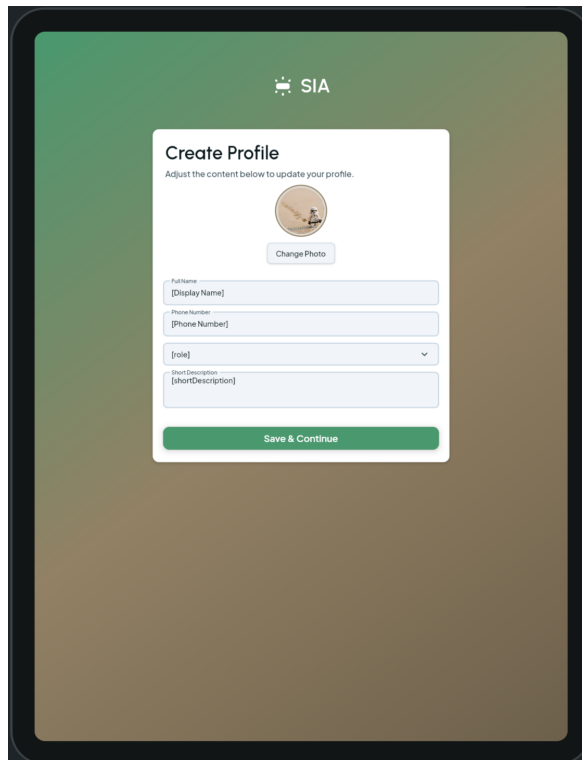 SIA
Create Profile
Adjust the content below to update your profile.
Change Photo
Full Name
[Display Name]
Phone Number
[Phone Number]
[role]
Short Description
[shortDescription]
Save & Continue